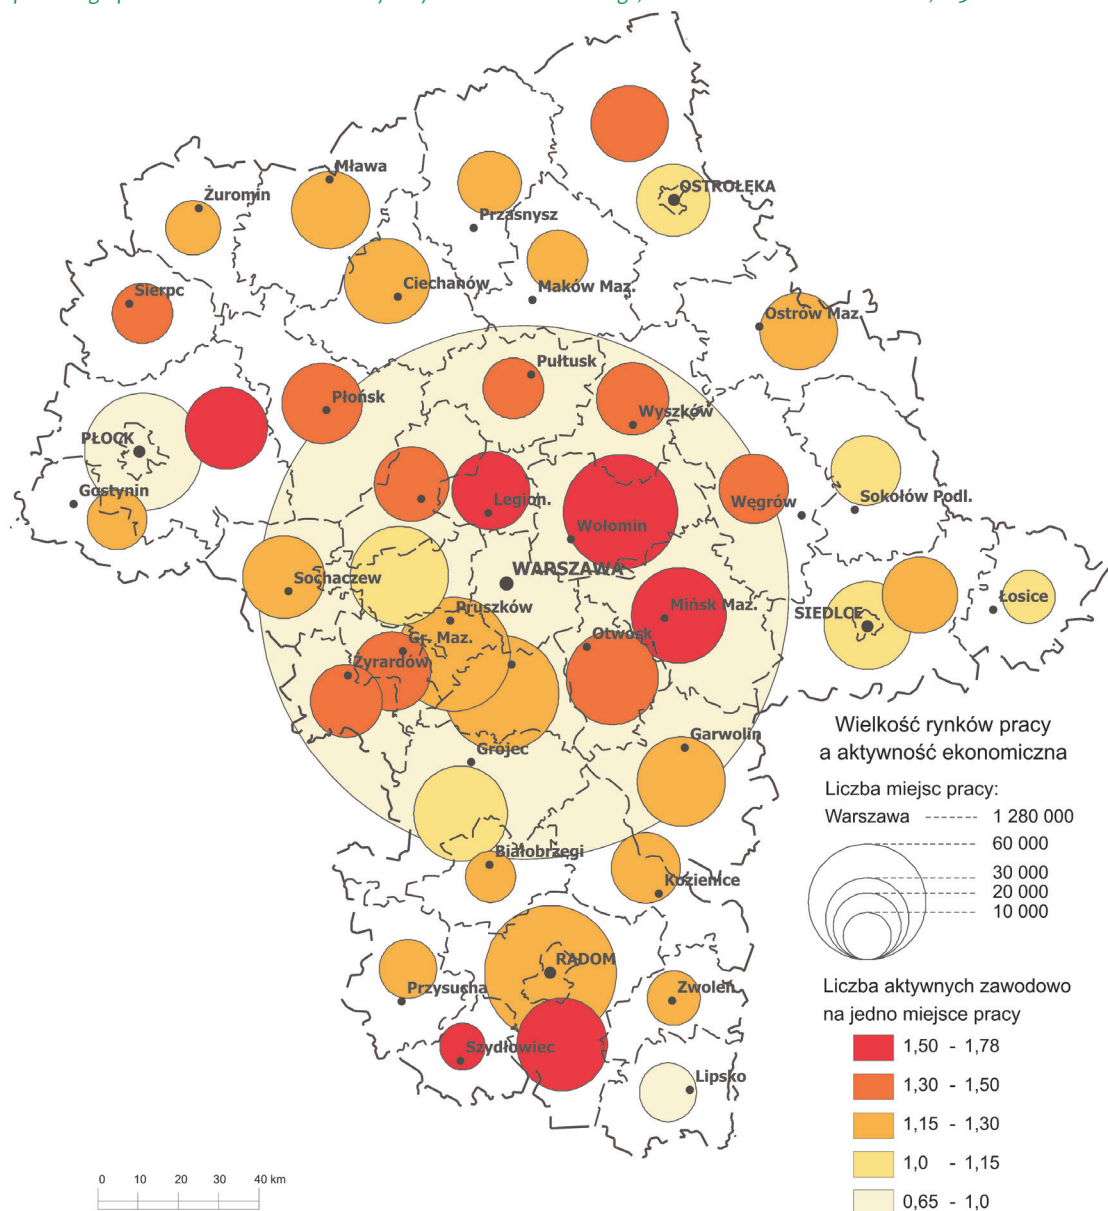 Mława
Żuromin
OSTROŁĘKA
Przasnysz
Ciechanów
Maków Maz.
Sierpc
Ostrów Maz.
Pułtusk
Płońsk
Wyszków
PŁOCK
Gostynin
Legion.
Węgrów
Sokołów Podl.
Wołomin
WARSZAWA
Sochaczew
Łosice
Pruszków
Mińsk Maz.
SIEDLCE
Gr. Maz.
Otwock
Żyrardów
Grójec
Garwolin
Białobrzegi
Kozienice
RADOM
Przysucha
Zwoleń
Szydłowiec
Lipsko
Wielkość rynków pracy
a aktywność ekonomiczna
Liczba miejsc pracy:
Warszawa 1 280 000
60 000
30 000
20 000
10 000
Liczba aktywnych zawodowo
na jedno miejsce pracy
1,50 - 1,78
1,30 - 1,50
1,15 - 1,30
1,0 - 1,15
0,65 - 1,0
0 10 20 30 40 km